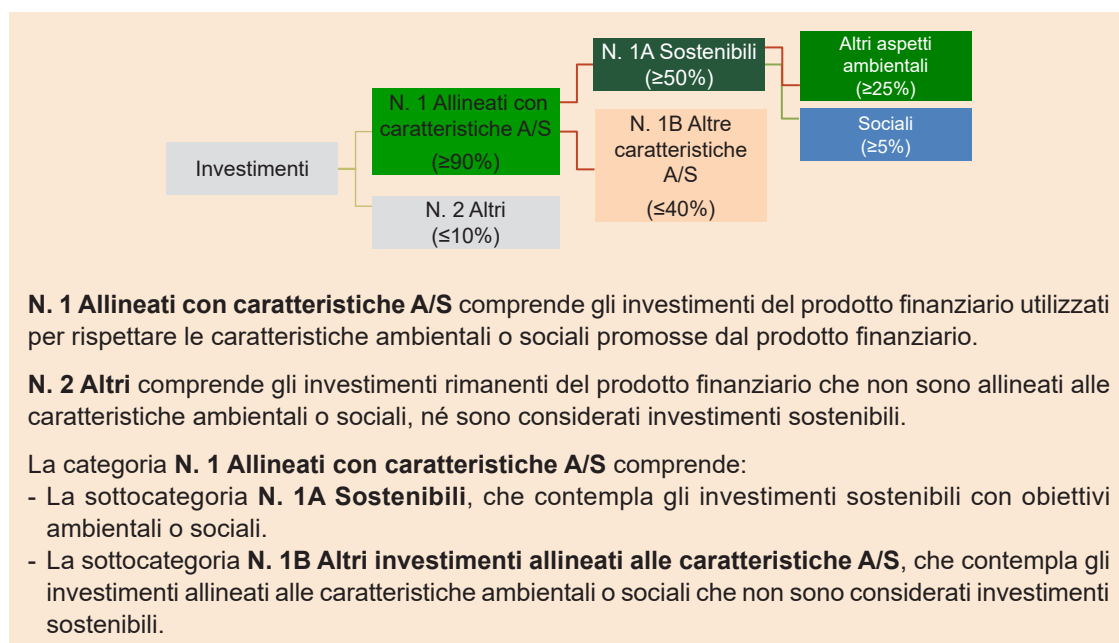 Investimenti
N. 1 Allineati con
caratteristiche A/S
(≥90%)
N. 2 Altri
(≤10%)
N. 1A Sostenibili
(≥50%)
N. 1B Altre
caratteristiche
A/S
(≤40%)
Altri aspetti
ambientali
(≥25%)
Sociali
(≥5%)
N. 1 Allineati con caratteristiche A/S comprende gli investimenti del prodotto finanziario utilizzati
per rispettare le caratteristiche ambientali o sociali promosse dal prodotto finanziario.
N. 2 Altri comprende gli investimenti rimanenti del prodotto finanziario che non sono allineati alle
caratteristiche ambientali o sociali, né sono considerati investimenti sostenibili.
La categoria N. 1 Allineati con caratteristiche A/S comprende:
- La sottocategoria N. 1A Sostenibili, che contempla gli investimenti sostenibili con obiettivi
ambientali o sociali.
- La sottocategoria N. 1B Altri investimenti allineati alle caratteristiche A/S, che contempla gli
investimenti allineati alle caratteristiche ambientali o sociali che non sono considerati investimenti
sostenibili.